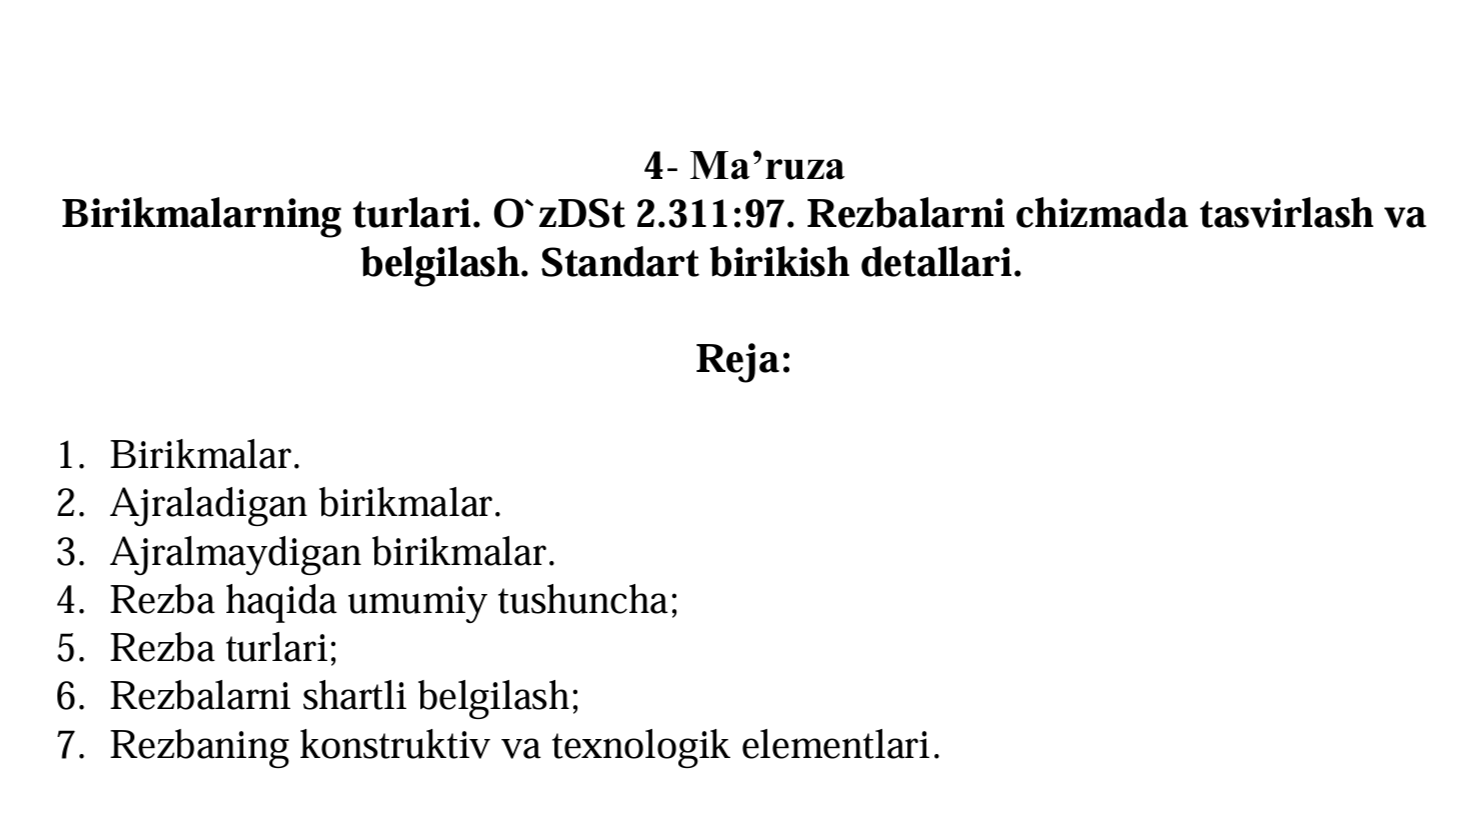 4- Ma’ruza
Birikmalarning turlari. O`zDSt 2.311:97. Rezbalarni chizmada tasvirlash va
belgilash. Standart birikish detallari.
Reja:
1. Birikmalar.
2. Ajraladigan birikmalar.
3. Ajralmaydigan birikmalar.
4. Rezba haqida umumiy tushuncha;
5. Rezba turlari;
6. Rezbalarni shartli belgilash;
7. Rezbaning konstruktiv va texnologik elementlari.